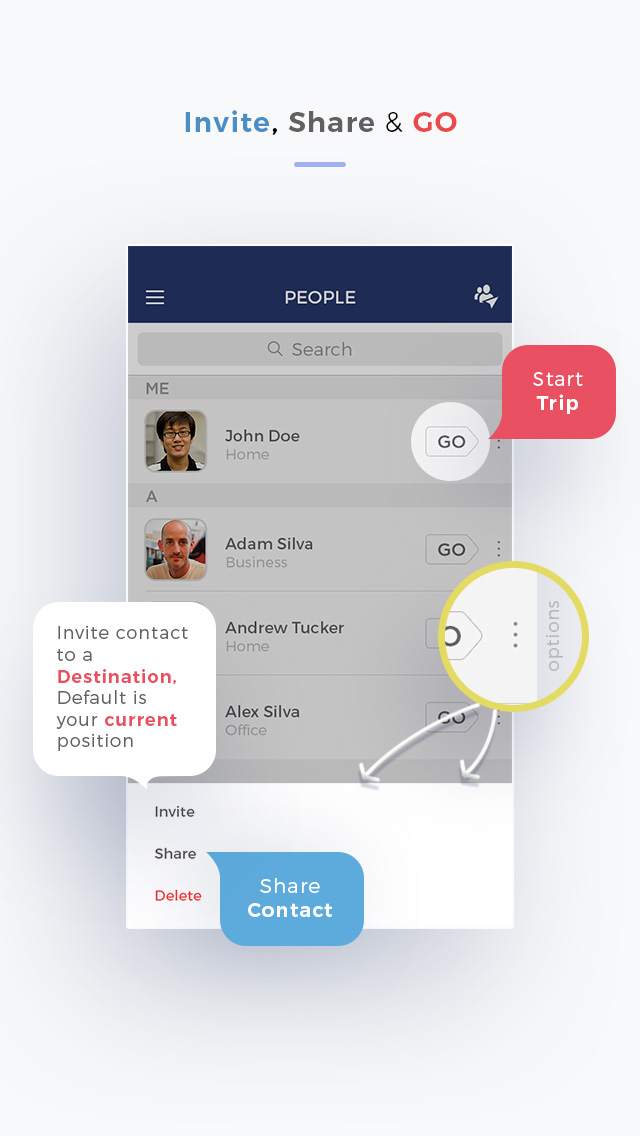 Invite, Share & GO
PEOPLE
Search
ME
John Doe
Home
GO
Start
Trip
A
Adam Silva
Business
GO
Andrew Tucker
Home
O
options
Alex Silva
Office
GO
Invite contact
to a
Destination,
Default is
your current
position
Invite
Share
Delete
Share
Contact